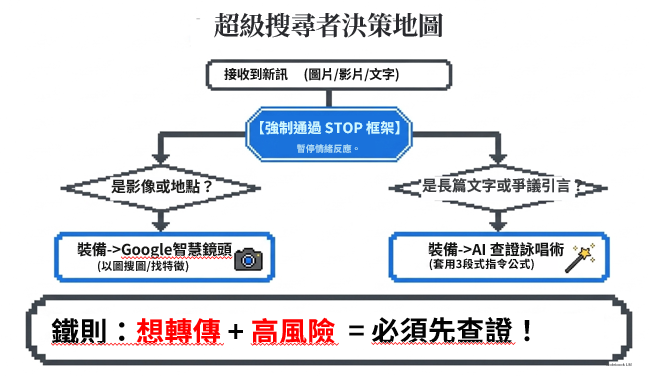 超級搜尋者決策地圖
接收到新訊 (圖片/影片/文字)
【強制通過 STOP 框架】
暫停情緒反應。
是影像或地點？
是長篇文字或爭議引言？
裝備->Google智慧鏡頭
(以圖搜圖/找特徵)
裝備->AI 查證詠唱術
(套用3段式指令公式)
鐵則：想轉傳 + 高風險 = 必須先查證！